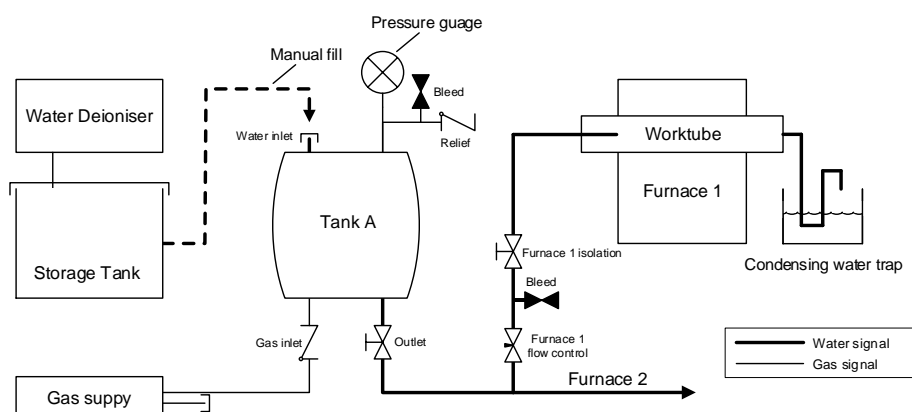 Pressure guage
Manual fill
Bleed
Water Deioniser
Water inlet
Relief
Worktube
Tank A
Furnace 1
Storage Tank
Furnace 1 isolation
Condensing water trap
Bleed
Gas inlet
Outlet
Furnace 1
flow control
Water signal
Gas signal
Furnace 2
Gas suppy